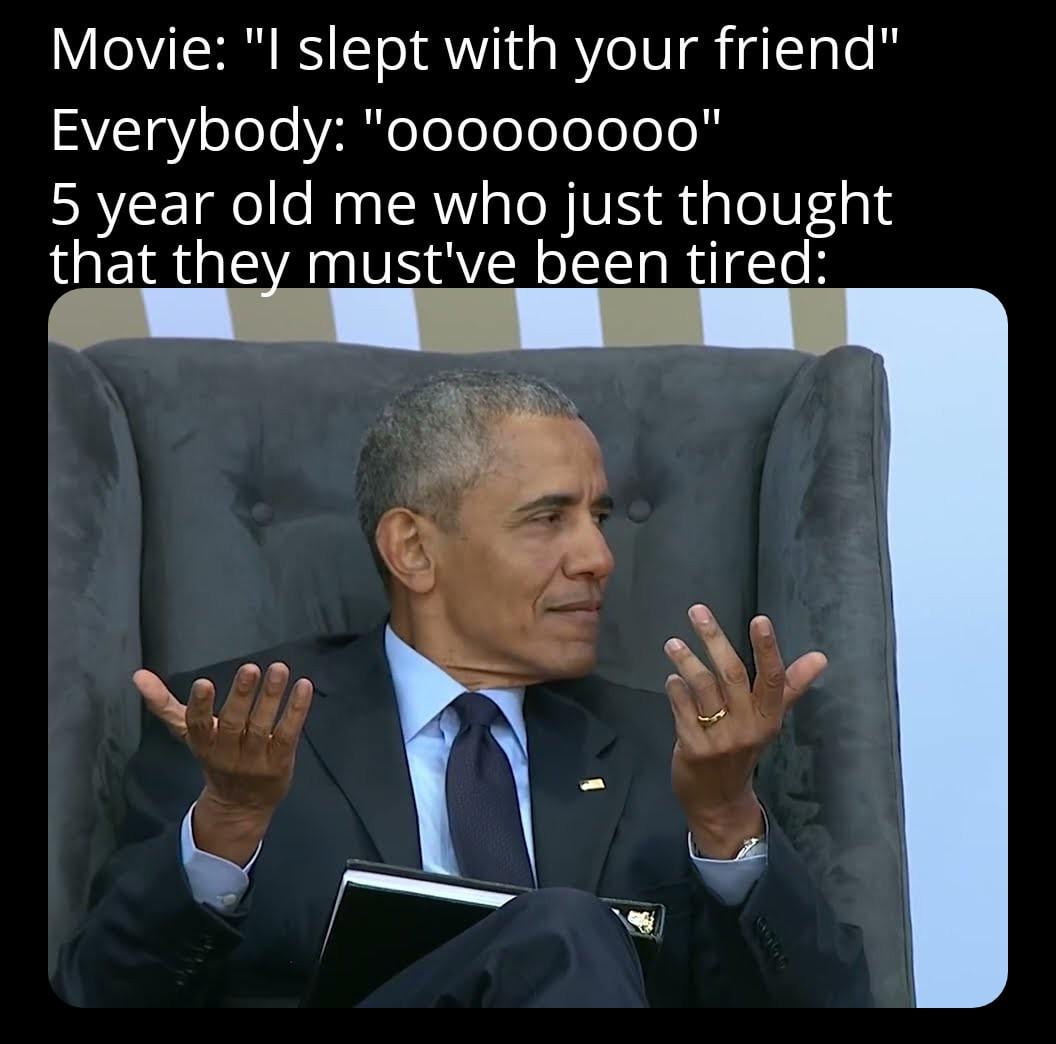 Movie: "I slept with your friend"
Everybody: "ooooooooo"
5 year old me who just thought
that they must've been tired: